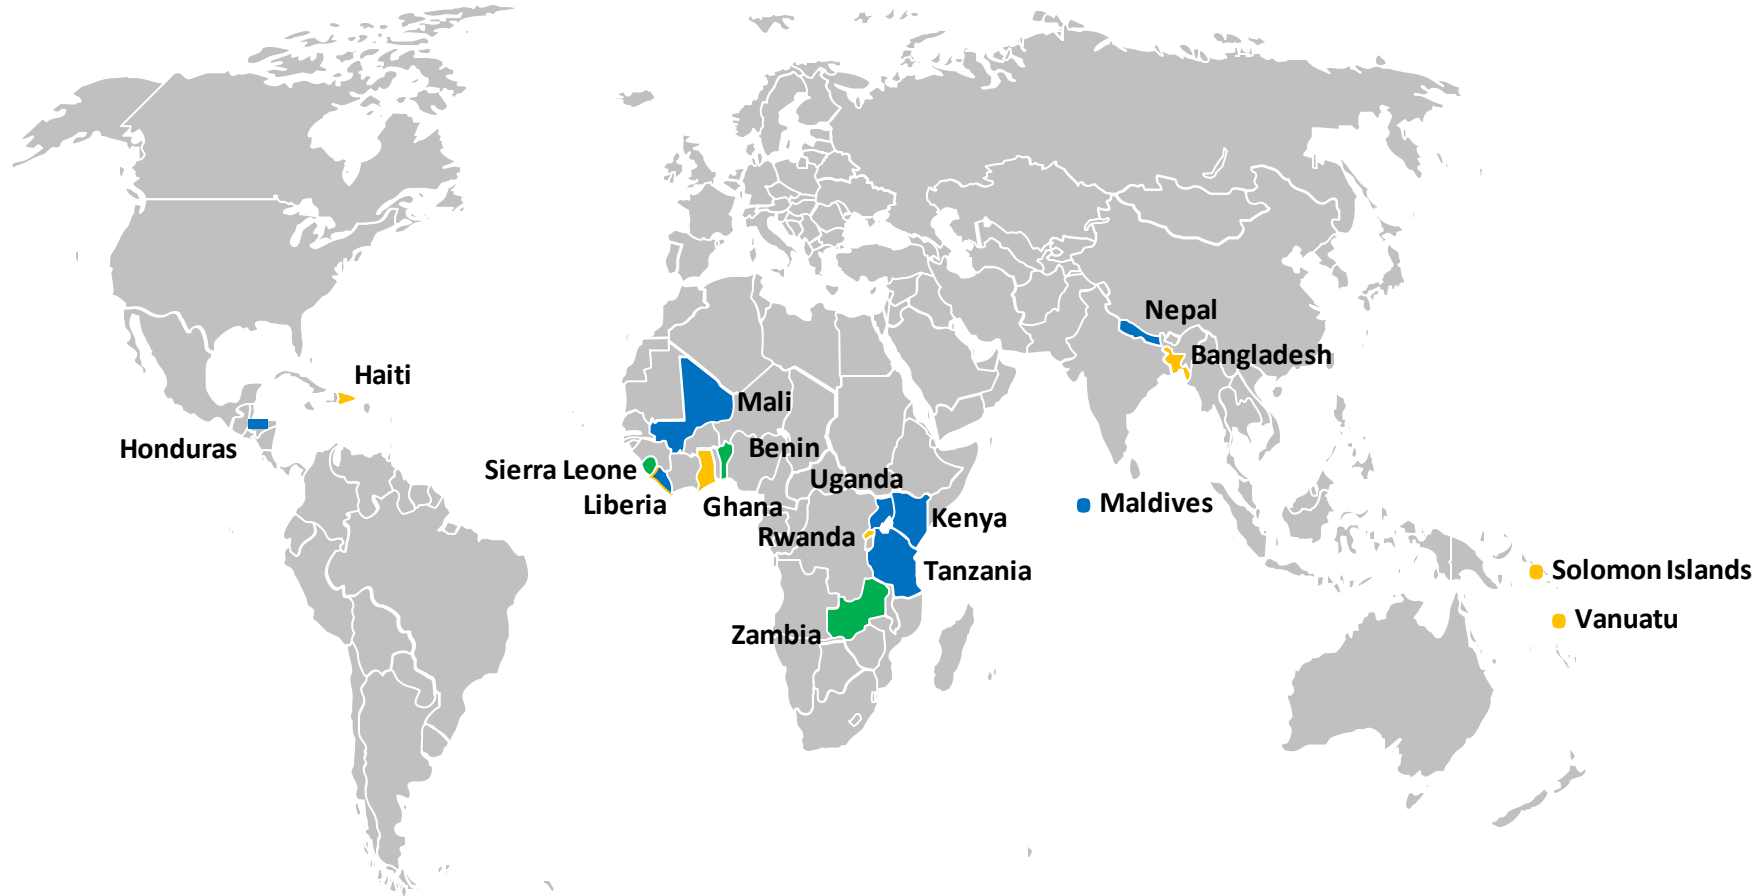 Nepal
Bangladesh
Haiti
Mali
Honduras
Benin
Sierra Leone
Uganda
Liberia
Ghana
Maldives
Kenya
Rwanda
Tanzania
Solomon Islands
Vanuatu
Zambia